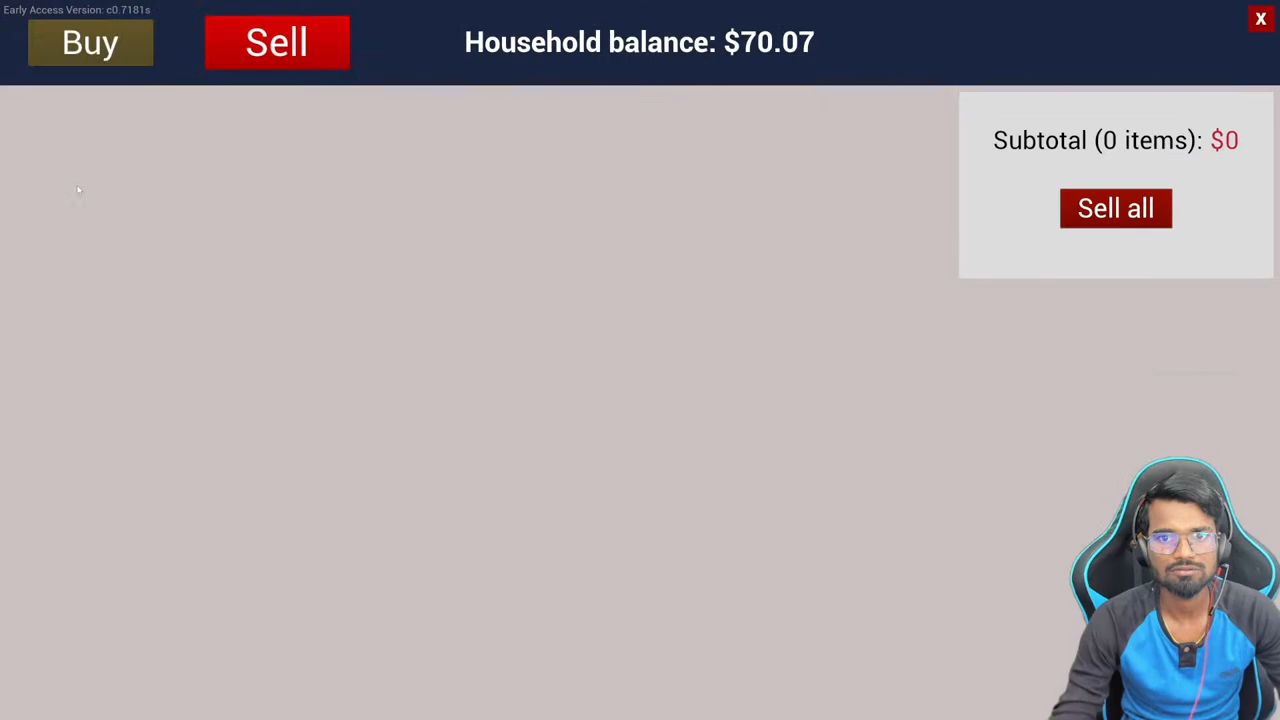 Early Access Version: c0.7181s
Buy
Sell
Household balance: $70.07
X
Subtotal (0 items): $0
Sell all